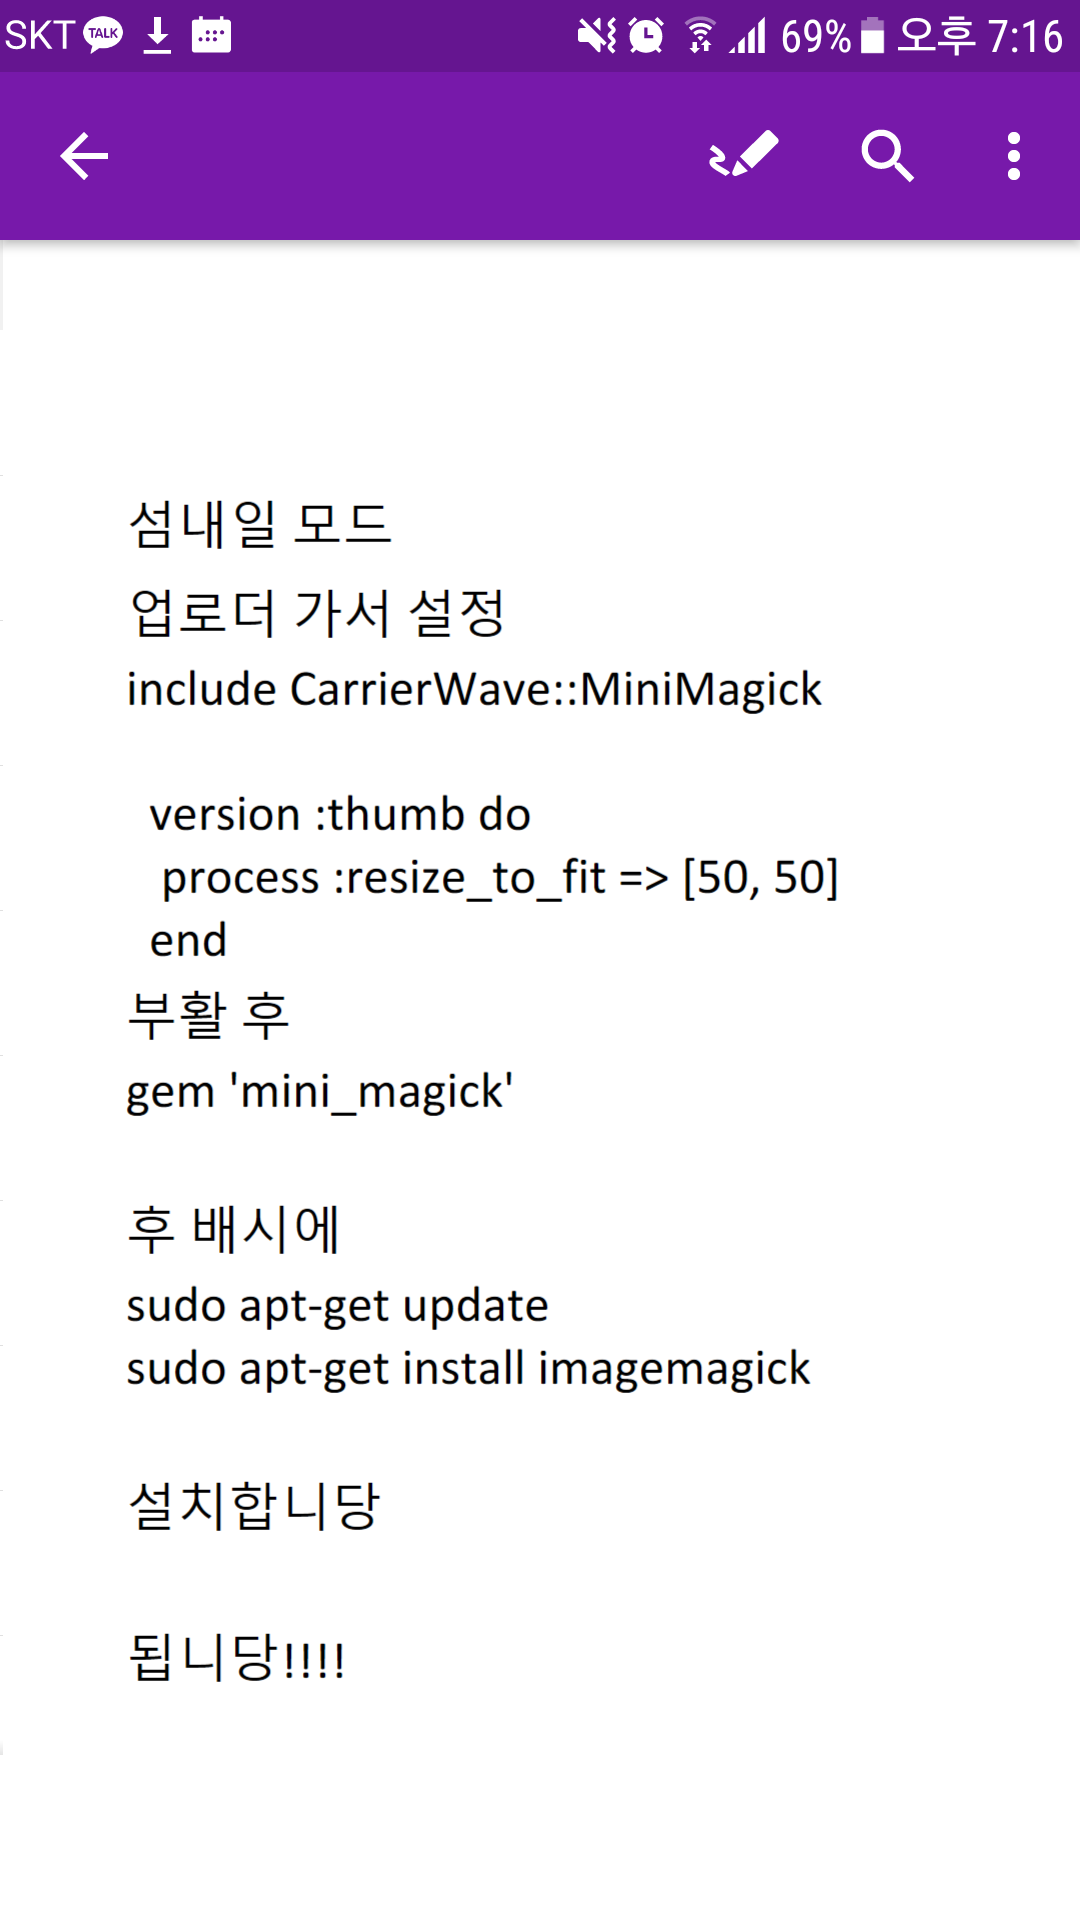 SKT TALK 69% 오후 7:16
섬내일 모드
업로더 가서 설정
include CarrierWave::MiniMagick
version :thumb do
process :resize_to_fit => [50, 50]
end
부활 후
gem 'mini_magick'
후 배시에
sudo apt-get update
sudo apt-get install imagemagick
설치합니당
됩니당!!!!